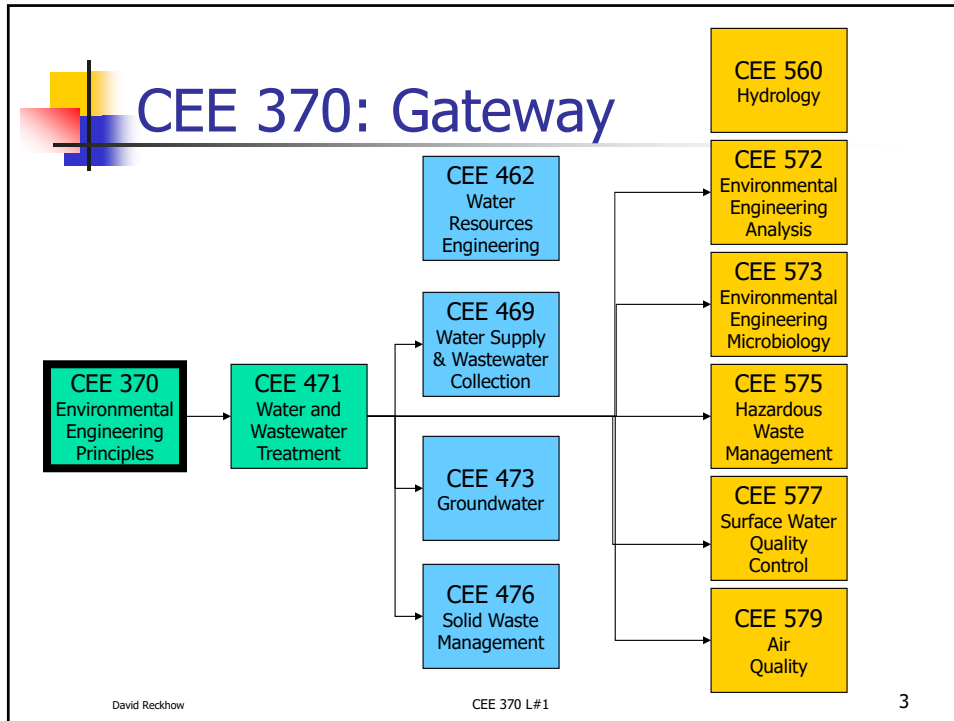 CEE 370: Gateway
CEE 370
Environmental
Engineering
Principles
CEE 471
Water and
Wastewater
Treatment
CEE 462
Water
Resources
Engineering
CEE 469
Water Supply
& Wastewater
Collection
CEE 473
Groundwater
CEE 476
Solid Waste
Management
CEE 560
Hydrology
CEE 572
Environmental
Engineering
Analysis
CEE 573
Environmental
Engineering
Microbiology
CEE 575
Hazardous
Waste
Management
CEE 577
Surface Water
Quality
Control
CEE 579
Air
Quality
David Reckhow
CEE 370 L#1
3